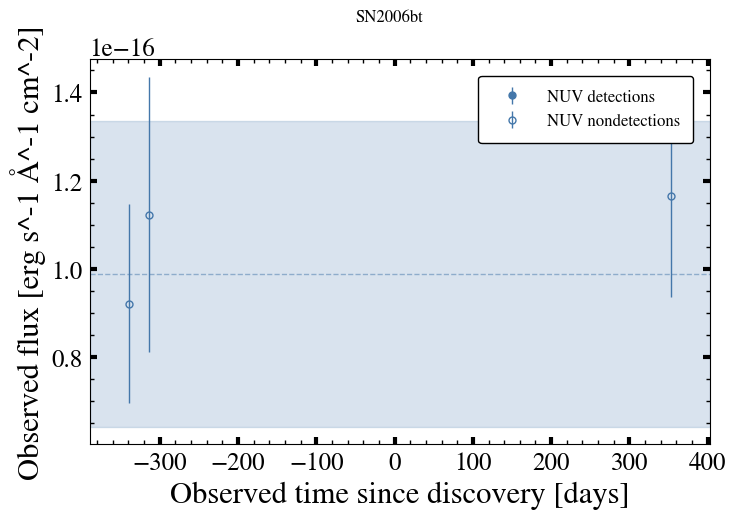 SN2006bt
1e−16
NUV detections
NUV nondetections
1.4
1.2
1.0
0.8
Observed flux [erg s^-1 Å^-1 cm^-2]
−300
−200
−100
0
100
200
300
400
Observed time since discovery [days]